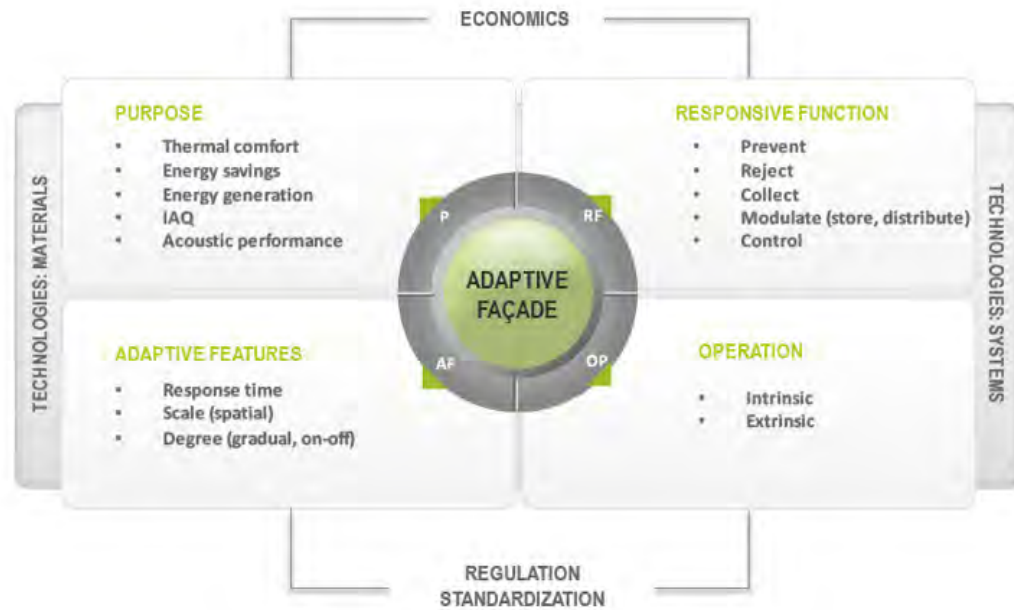 ECONOMICS
TECHNOLOGIES: MATERIALS
PURPOSE
▪ Thermal comfort
▪ Energy savings
▪ Energy generation
▪ IAQ
▪ Acoustic performance
RESPONSIVE FUNCTION
▪ Prevent
▪ Reject
▪ Collect
▪ Modulate (store, distribute)
▪ Control
TECHNOLOGIES: SYSTEMS
P
RF
ADAPTIVE
FAÇADE
AF
OP
ADAPTIVE FEATURES
▪ Response time
▪ Scale (spatial)
▪ Degree (gradual, on-off)
OPERATION
• Intrinsic
• Extrinsic
REGULATION
STANDARDIZATION